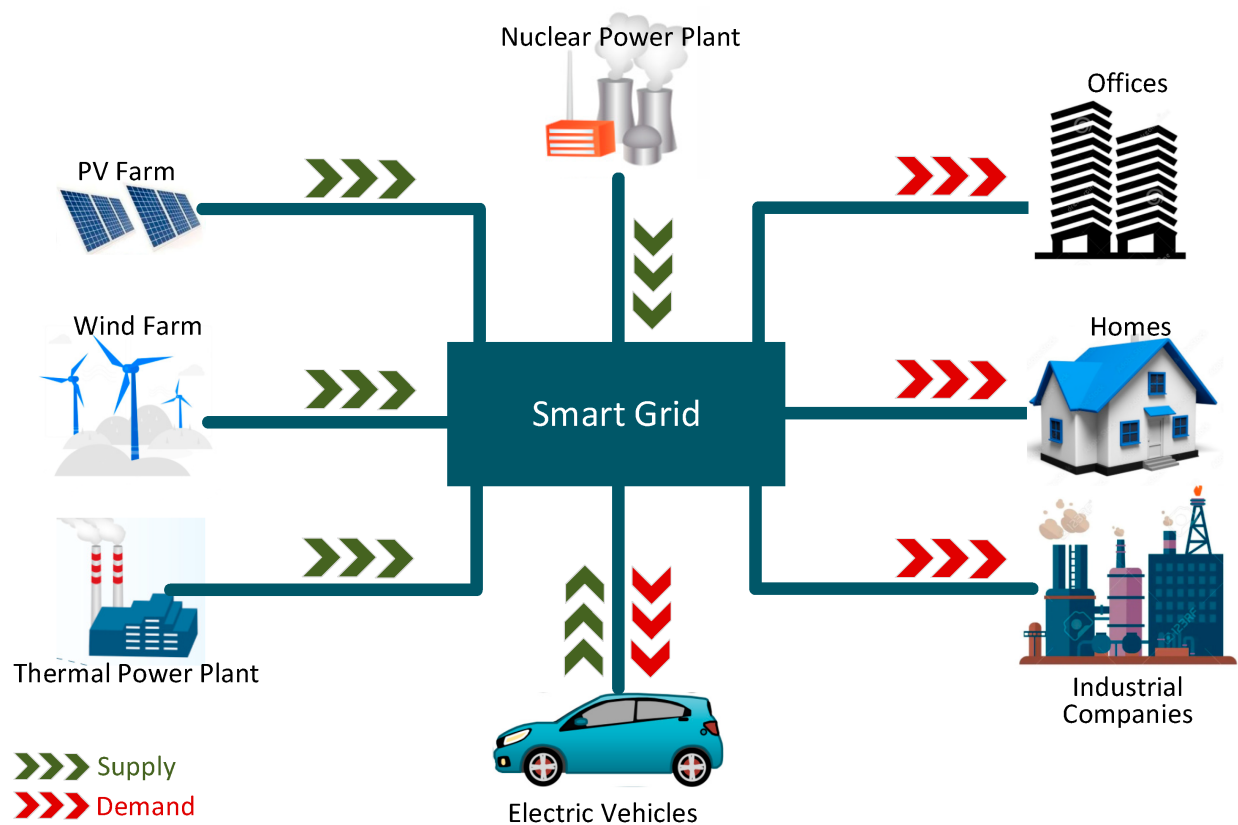 Nuclear Power Plant
Offices
PV Farm
Wind Farm
Homes
Smart Grid
Thermal Power Plant
Industrial
Companies
Supply
Demand
Electric Vehicles